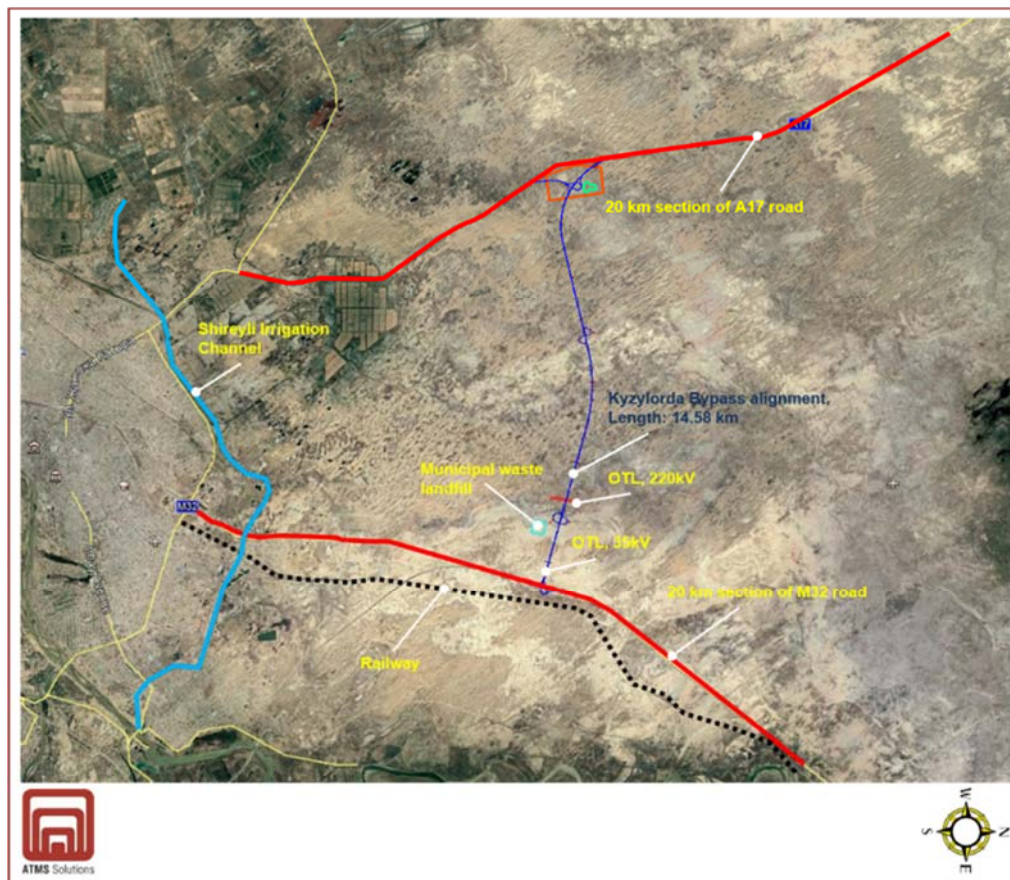 A17
20 km section of A17 road
Shireyli Irrigation
Channel
Kyzylorda Bypass alignment,
Length: 14.58 km
Municipal waste
landfill
OTL, 220kV
M32
OTL, 35kV
20 km section of M32 road
Railway
ATMS Solutions
W
S
N
E